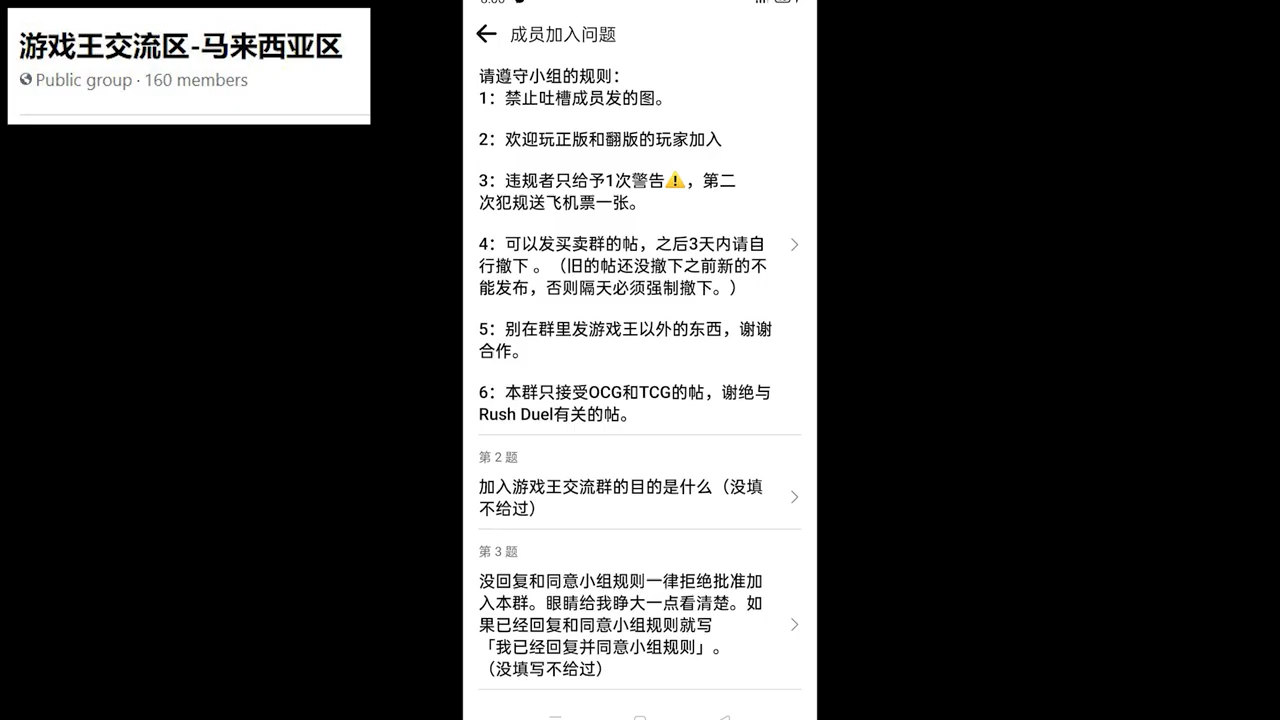 游戏王交流区-马来西亚区
Public group · 160 members
成员加入问题
请遵守小组的规则：
1：禁止吐槽成员发的图。
2：欢迎玩正版和翻版的玩家加入
3：违规者只给予1次警告⚠️，第二
次犯规送飞机票一张。
4：可以发买卖群的帖，之后3天内请自
行撤下 。（旧的帖还没撤下之前新的不
能发布，否则隔天必须强制撤下。）
5：别在群里发游戏王以外的东西，谢谢
合作。
6：本群只接受OCG和TCG的帖，谢绝与
Rush Duel有关的帖。
第 2 题
加入游戏王交流群的目的是什么（没填
不给过）
第 3 题
没回复和同意小组规则一律拒绝批准加
入本群。眼睛给我睁大一点看清楚。如
果已经回复和同意小组规则就写
「我已经回复并同意小组规则」。
（没填写不给过）